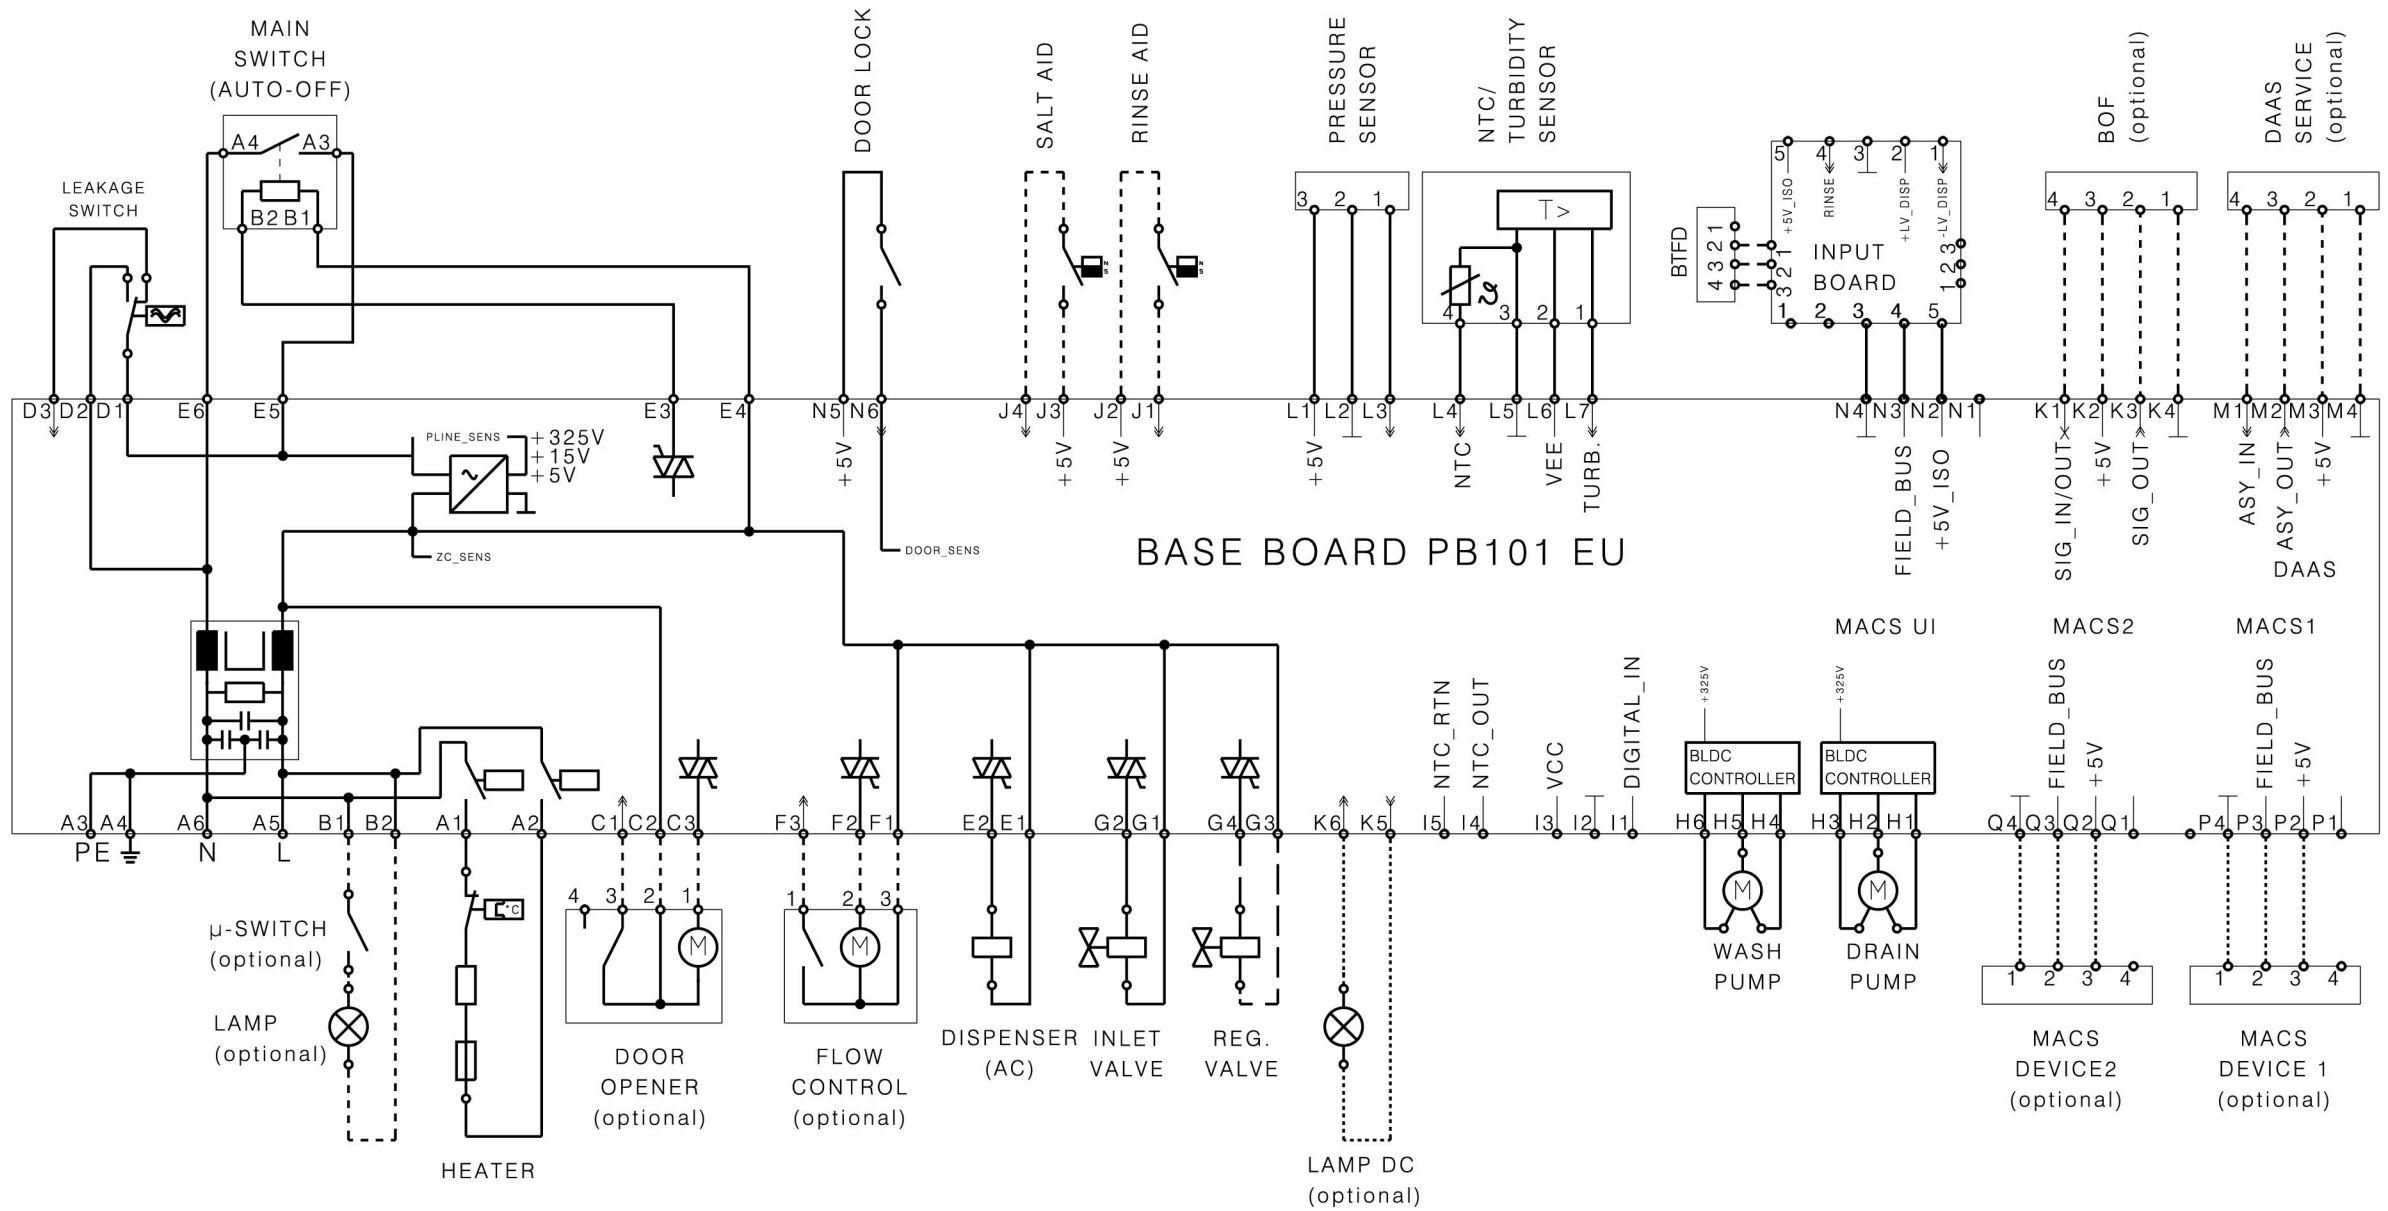 MAIN
SWITCH
(AUTO-OFF)
A4 A3
B2 B1
LEAKAGE
SWITCH
DOOR LOCK
SALT AID
N
S
RINSE AID
N
S
PRESSURE
SENSOR
3 2 1
NTC/
TURBIDITY
SENSOR
T>
4 3 2 1
BTFD
4 3 2 1
5 4 3 2 1
+5V_ISO
RINSE
+LV_DISP
-LV_DISP
INPUT
BOARD
3 2 1
1 2 3
1 2 3 4 5
BOF
(optional)
4 3 2 1
DAAS
SERVICE
(optional)
4 3 2 1
D3 D2 D1 E6 E5 E3 E4 N5 N6 J4 J3 J2 J1 L1 L2 L3 L4 L5 L6 L7 N4 N3 N2 N1 K1 K2 K3 K4 M1 M2 M3 M4
PLINE_SENS
+325V
+15V
+5V
~
ZC_SENS
+5V
DOOR_SENS
+5V
+5V
+5V
NTC
VEE
TURB.
FIELD_BUS
+5V_ISO
SIG_IN/OUT
+5V
SIG_OUT
ASY_IN
ASY_OUT
+5V
DAAS
BASE BOARD PB101 EU
MACS UI
MACS2
MACS1
NTC_RTN
NTC_OUT
VCC
DIGITAL_IN
+325V
BLDC
CONTROLLER
+325V
BLDC
CONTROLLER
FIELD_BUS
+5V
FIELD_BUS
+5V
A3 A4 A6 A5 B1 B2 A1 A2 C1 C2 C3 F3 F2 F1 E2 E1 G2 G1 G4 G3 K6 K5 I5 I4 I3 I2 I1 H6 H5 H4 H3 H2 H1 Q4 Q3 Q2 Q1 P4 P3 P2 P1
PE N L
µ-SWITCH
(optional)
LAMP
(optional)
°C
HEATER
4 3 2 1
M
DOOR
OPENER
(optional)
1 2 3
M
FLOW
CONTROL
(optional)
DISPENSER
(AC)
INLET
VALVE
REG.
VALVE
LAMP DC
(optional)
M
WASH
PUMP
M
DRAIN
PUMP
1 2 3 4
MACS
DEVICE2
(optional)
1 2 3 4
MACS
DEVICE 1
(optional)